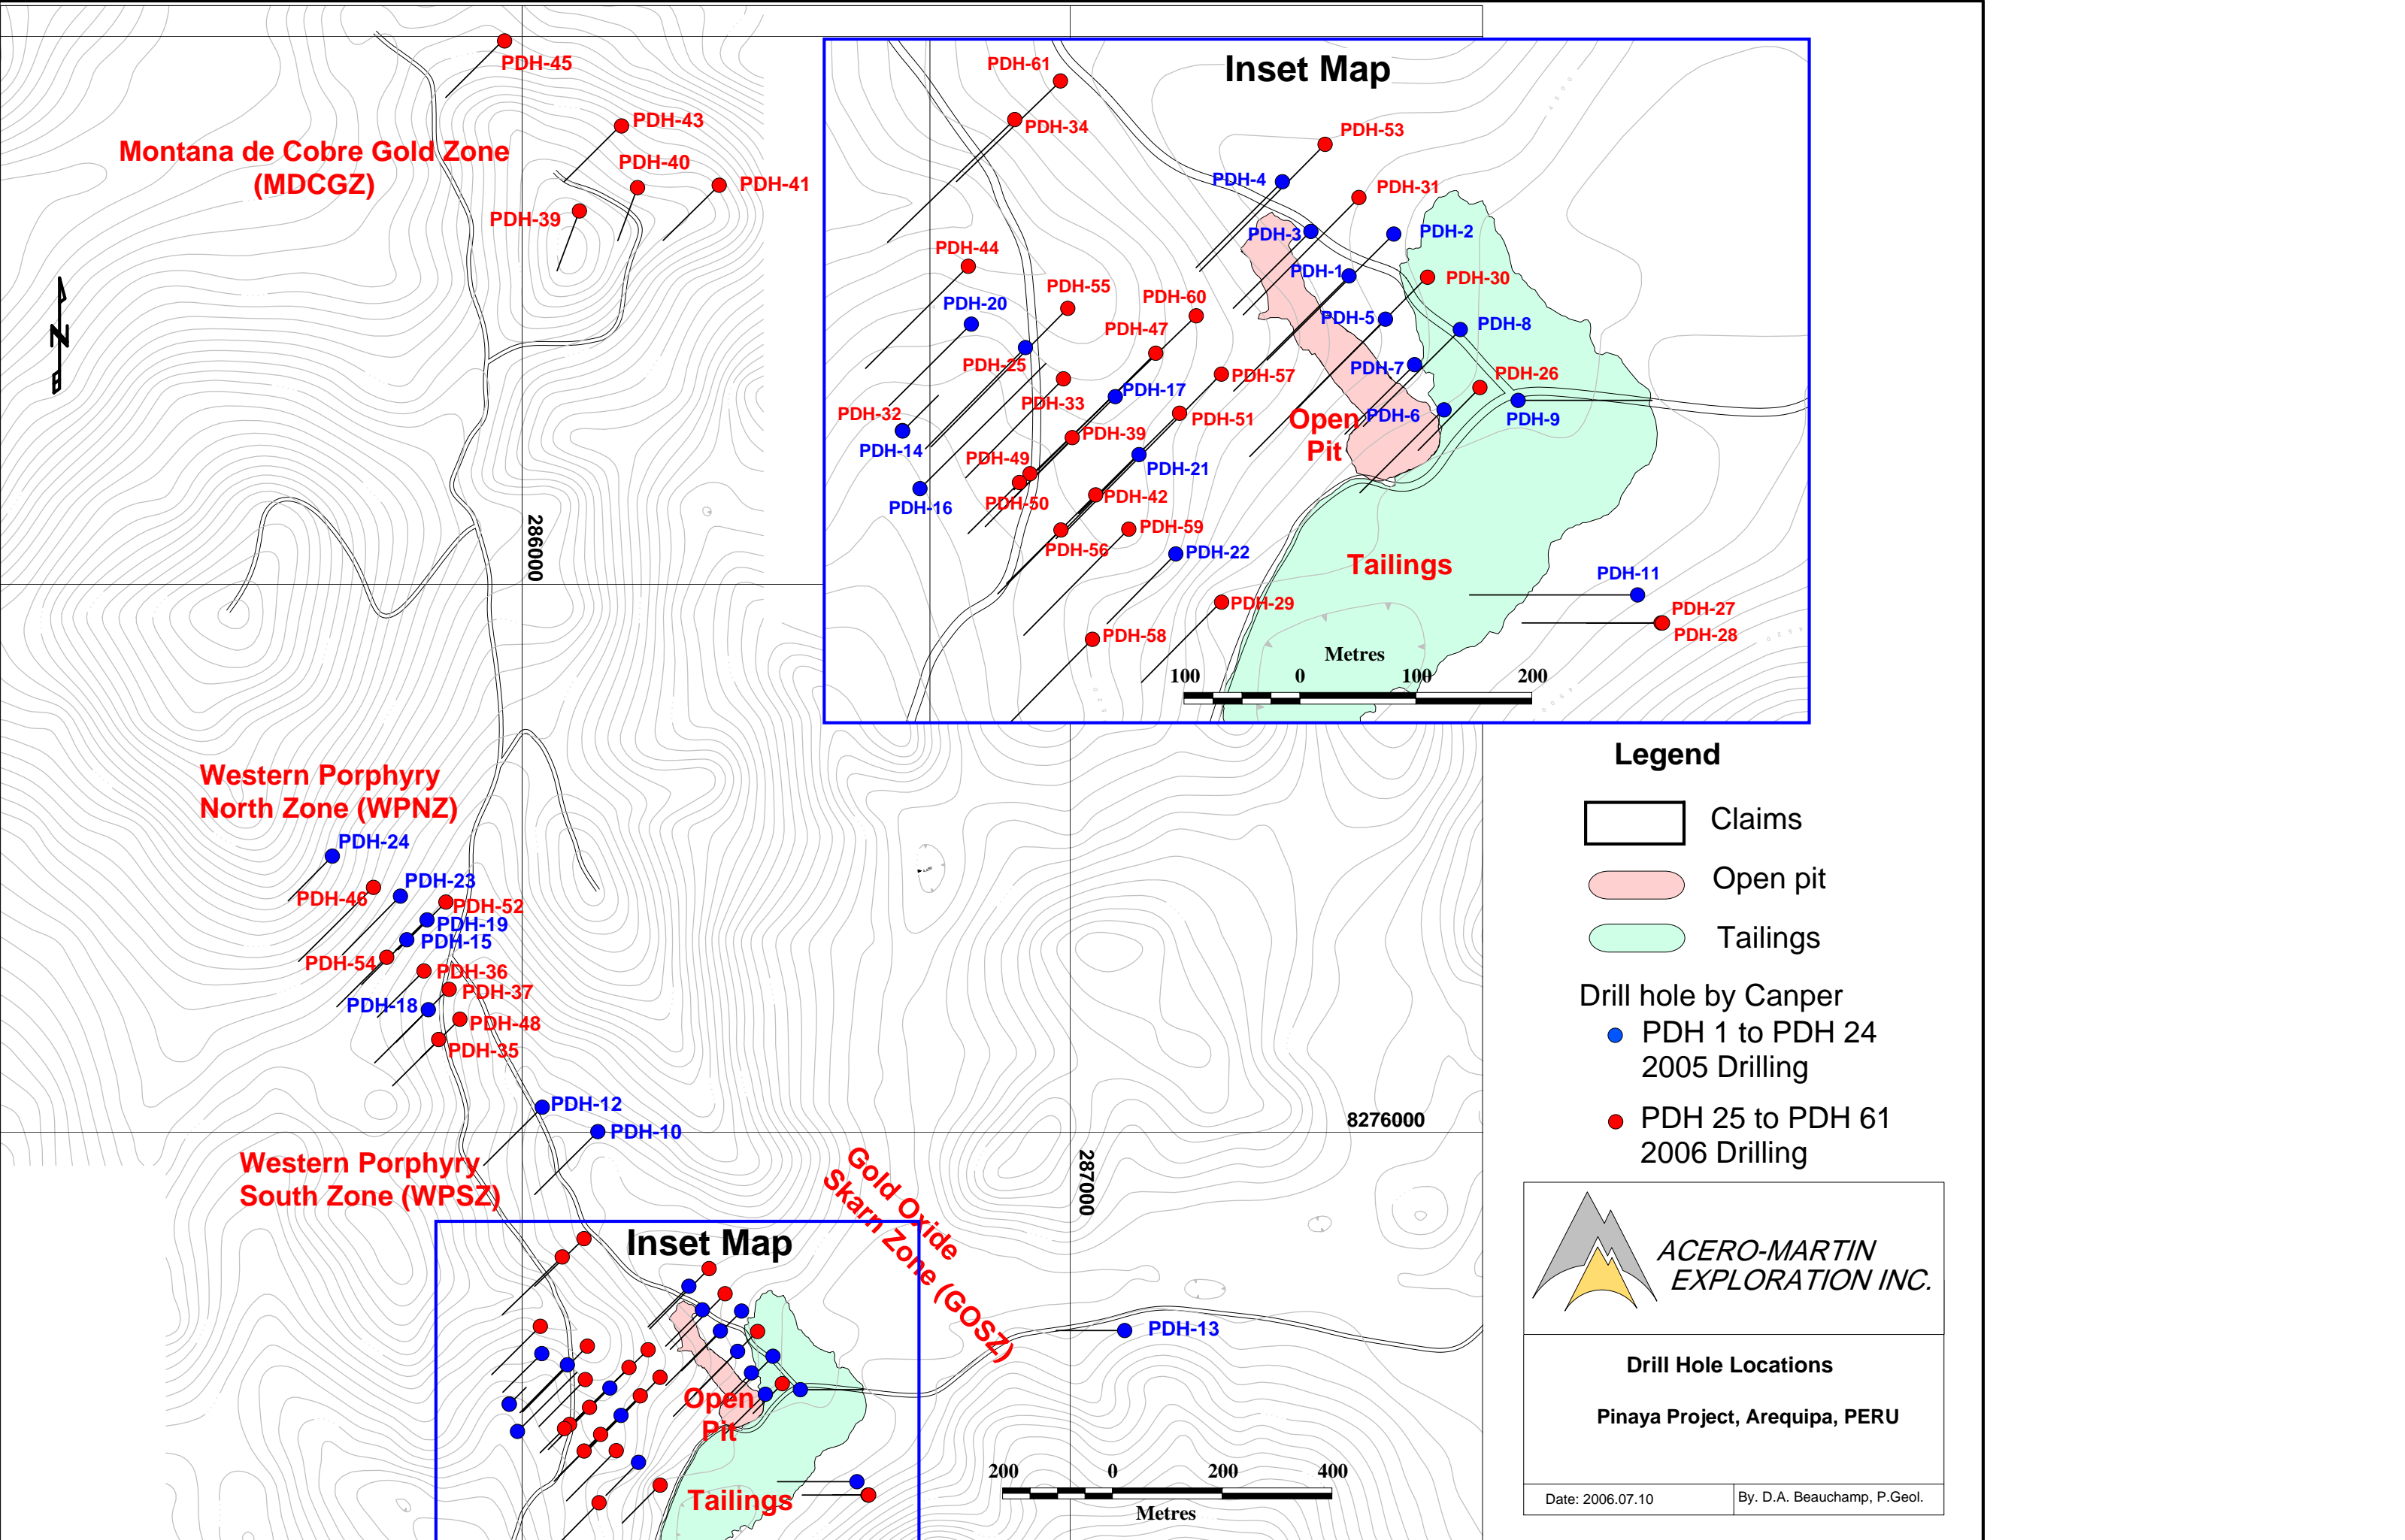 PDH-45
PDH-43
Montana de Cobre Gold Zone
(MDCGZ)
PDH-40
PDH-41
PDH-39
N
286000
Inset Map
PDH-61
PDH-34
PDH-53
PDH-4
PDH-31
PDH-3
PDH-2
PDH-44
PDH-1
PDH-30
PDH-55
PDH-20
PDH-60
PDH-47
PDH-5
PDH-8
PDH-25
PDH-7
PDH-57
PDH-26
PDH-17
PDH-33
PDH-32
PDH-6
PDH-51
PDH-9
Open
Pit
PDH-39
PDH-14
PDH-49
PDH-21
PDH-50
PDH-42
PDH-16
PDH-59
PDH-56
PDH-22
Tailings
PDH-11
PDH-29
PDH-27
PDH-28
PDH-58
Metres
100 0 100 200
Western Porphyry
North Zone (WPNZ)
PDH-24
PDH-23
PDH-46
PDH-52
PDH-19
PDH-15
PDH-54
PDH-36
PDH-37
PDH-18
PDH-48
PDH-35
PDH-12
PDH-10
8276000
287000
Western Porphyry
South Zone (WPSZ)
Gold Oxide
Skarn Zone (GOSZ)
Inset Map
PDH-13
Open
Pit
Tailings
200 0 200 400
Metres
Legend
Claims
Open pit
Tailings
Drill hole by Canper
PDH 1 to PDH 24
2005 Drilling
PDH 25 to PDH 61
2006 Drilling
ACERO-MARTIN
EXPLORATION INC.
Drill Hole Locations
Pinaya Project, Arequipa, PERU
Date: 2006.07.10
By. D.A. Beauchamp, P.Geol.